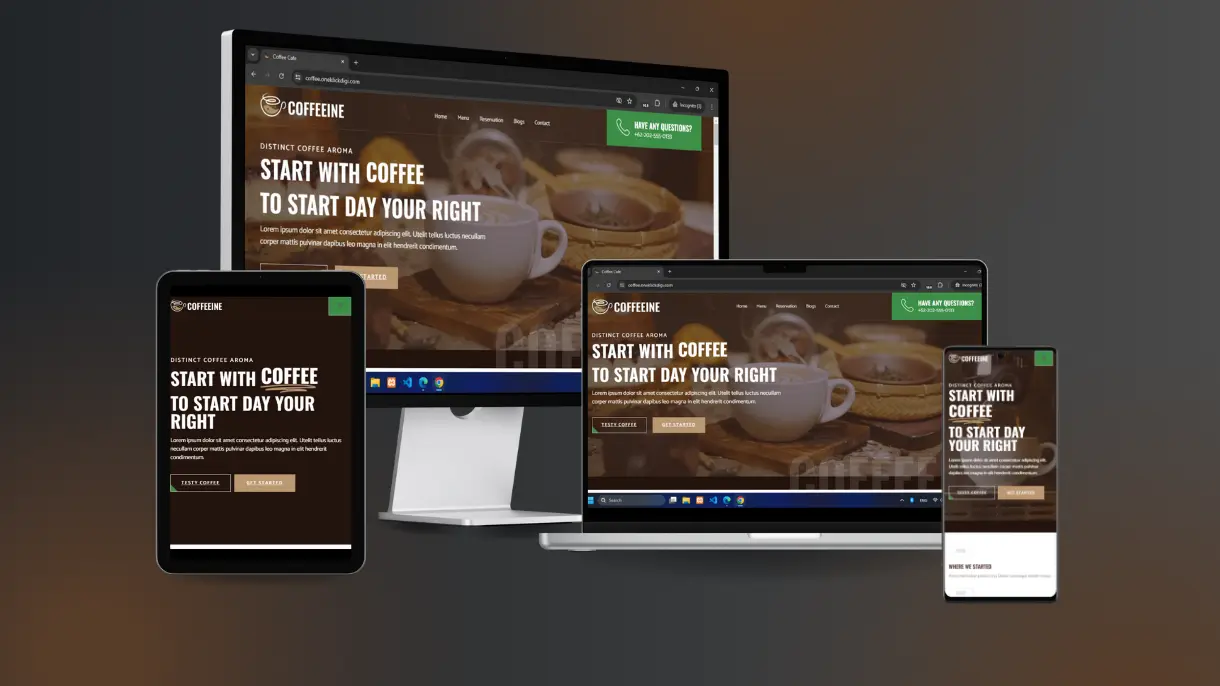 Coffee Cafe
coffee.oneklickdigi.com
Incognito (1)
COFFEEINE
Home Menu Reservation Blogs Contact
HAVE ANY QUESTIONS?
+62-202-555-0133
DISTINCT COFFEE AROMA
START WITH COFFEE
TO START DAY YOUR RIGHT
Lorem ipsum dolor sit amet consectetur adipiscing elit. Utelit tellus luctus necullam
corper mattis pulvinar dapibus leo magna in elit hendrerit condimentum.
STARTED
COFFE
COFFEEINE
DISTINCT COFFEE AROMA
START WITH COFFEE
TO START DAY YOUR
RIGHT
Lorem ipsum dolor sit amet consectetur adipiscing elit. Utelit tellus luctus
necullam corper mattis pulvinar dapibus leo magna in elit hendrerit
condimentum.
TESTY COFFEE GET STARTED
Coffee Cafe
coffee.oneklickdigi.com
Incognito (1
COFFEEINE
Home Menu Reservation Blogs Contact
HAVE ANY QUESTIONS?
+62-202-555-0133
DISTINCT COFFEE AROMA
START WITH COFFEE
TO START DAY YOUR RIGHT
Lorem ipsum dolor sit amet consectetur adipiscing elit. Utelit tellus luctus necullam
corper mattis pulvinar dapibus leo magna in elit hendrerit condimentum.
TESTY COFFEE GET STARTED
COFFEE
Search
ENG
COFFEEINE
DISTINCT COFFEE AROMA
START WITH
COFFEE
TO START DAY YOUR
RIGHT
Lorem ipsum dolor sit amet consectetur adipiscing elit.
Utelit tellus luctus necullam corper mattis pulvinar
dapibus leo magna in elit hendrerit condimentum.
TESTY COFFEE GET STARTED
WHERE WE STARTED